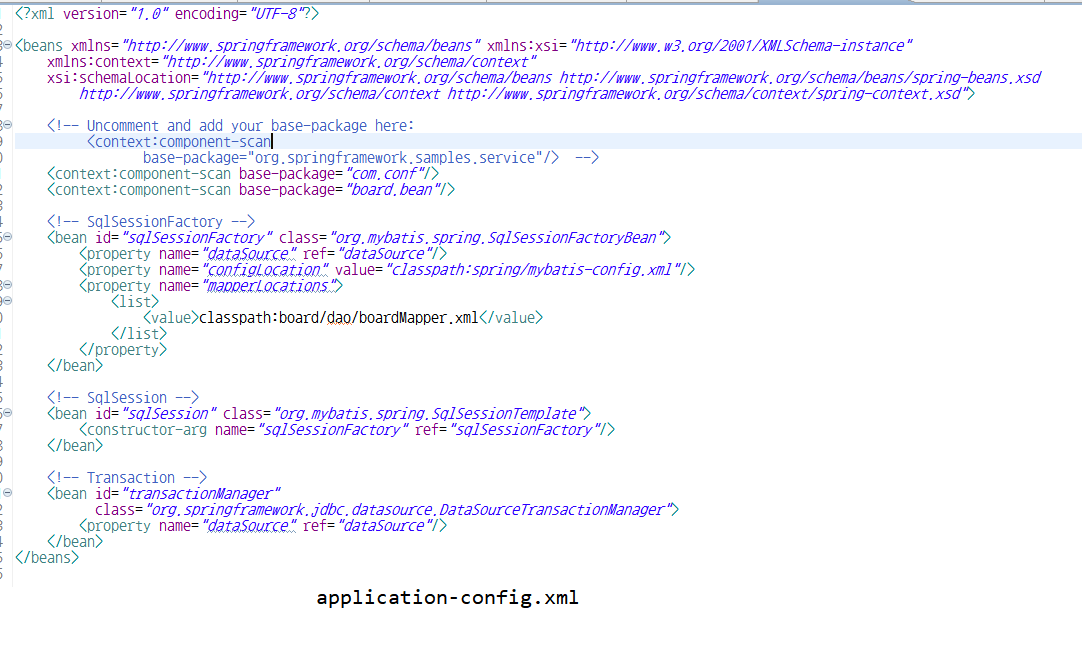 <?xml version="1.0" encoding="UTF-8"?>
<beans xmlns="http://www.springframework.org/schema/beans" xmlns:xsi="http://www.w3.org/2001/XMLSchema-instance"
xmlns:context="http://www.springframework.org/schema/context"
xsi:schemaLocation="http://www.springframework.org/schema/beans http://www.springframework.org/schema/beans/spring-beans.xsd
http://www.springframework.org/schema/context http://www.springframework.org/schema/context/spring-context.xsd">
<!-- Uncomment and add your base-package here:
<context:component-scan
base-package="org.springframework.samples.service"/>  -->
<context:component-scan base-package="com.conf"/>
<context:component-scan base-package="board.bean"/>
<!-- SqlSessionFactory -->
<bean id="sqlSessionFactory" class="org.mybatis.spring.SqlSessionFactoryBean">
<property name="dataSource" ref="dataSource"/>
<property name="configLocation" value="classpath:spring/mybatis-config.xml"/>
<property name="mapperLocations">
<list>
<value>classpath:board/dao/boardMapper.xml</value>
</list>
</property>
</bean>
<!-- SqlSession -->
<bean id="sqlSession" class="org.mybatis.spring.SqlSessionTemplate">
<constructor-arg name="sqlSessionFactory" ref="sqlSessionFactory"/>
</bean>
<!-- Transaction -->
<bean id="transactionManager"
class="org.springframework.jdbc.datasource.DataSourceTransactionManager">
<property name="dataSource" ref="dataSource"/>
</bean>
</beans>
application-config.xml